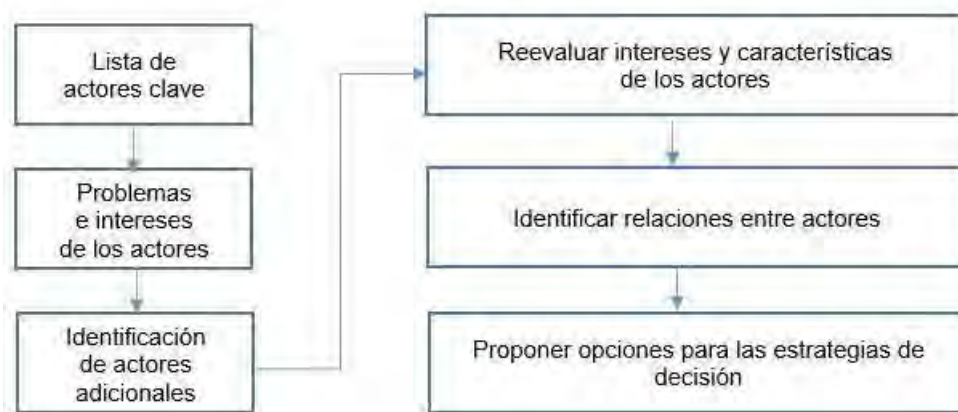 Lista de
actores clave
Problemas
e intereses
de los actores
Identificación
de actores
adicionales
Reevaluar intereses y características
de los actores
Identificar relaciones entre actores
Proponer opciones para las estrategias de
decisión